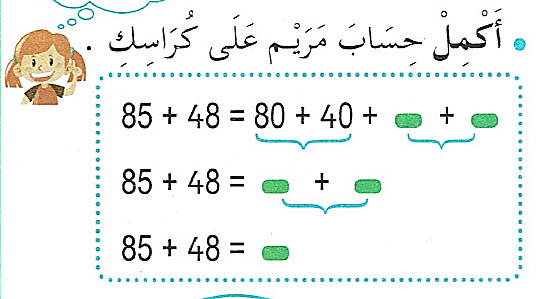 • أَكْمِلْ حِسَابَ مَرْيَم عَلَى كُرَاسِكِ .
85 + 48 = 80 + 40 + + 
85 + 48 = + 
85 + 48 =